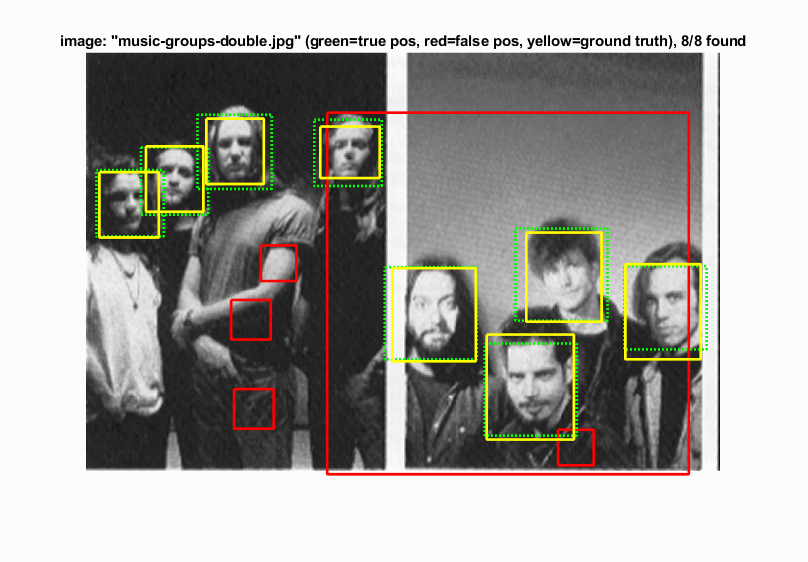 image: "music-groups-double.jpg" (green=true pos, red=false pos, yellow=ground truth), 8/8 found